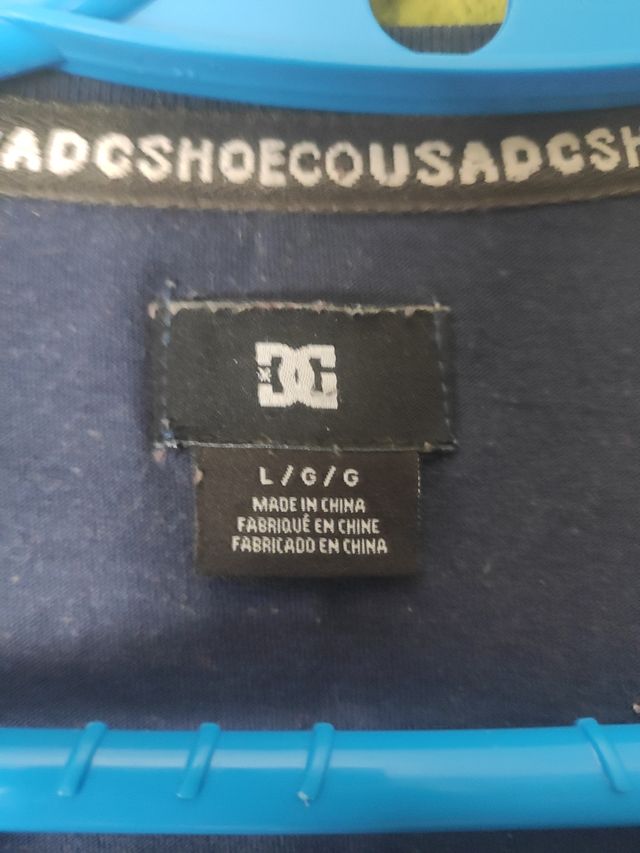 ADCSHOECOUSADCSH
DC
L/G/G
MADE IN CHINA
FABRIQUÉ EN CHINE
FABRICADO EN CHINA